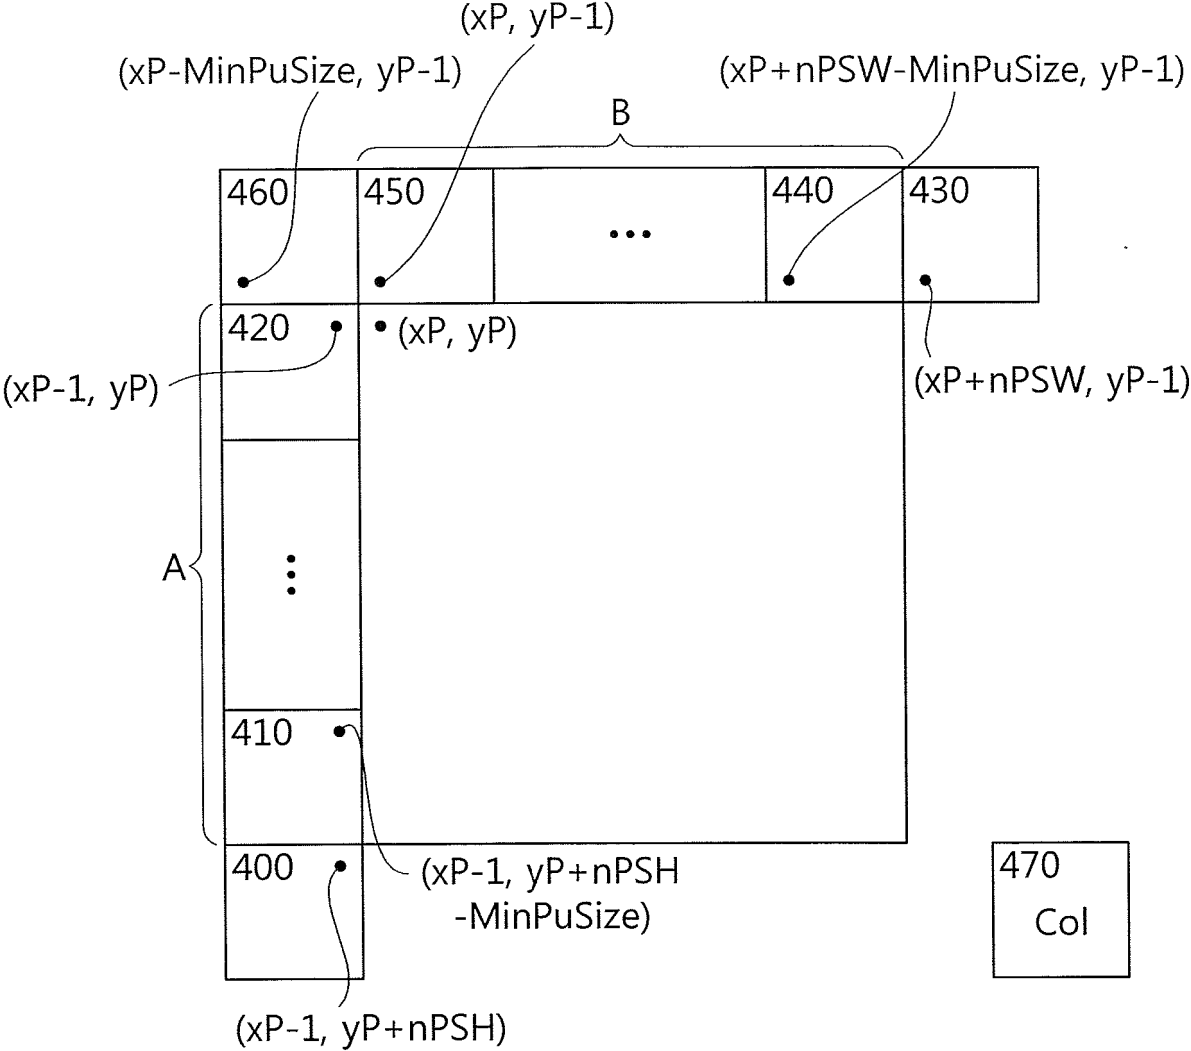 (xP, yP-1)
(xP-MinPuSize, yP-1)
(xP+nPSW-MinPuSize, yP-1)
B
460
450
•••
440
430
420
(xP, yP)
(xP-1, yP)
(xP+nPSW, yP-1)
A
410
400
(xP-1, yP+nPSH
-MinPuSize)
470
Col
(xP-1, yP+nPSH)